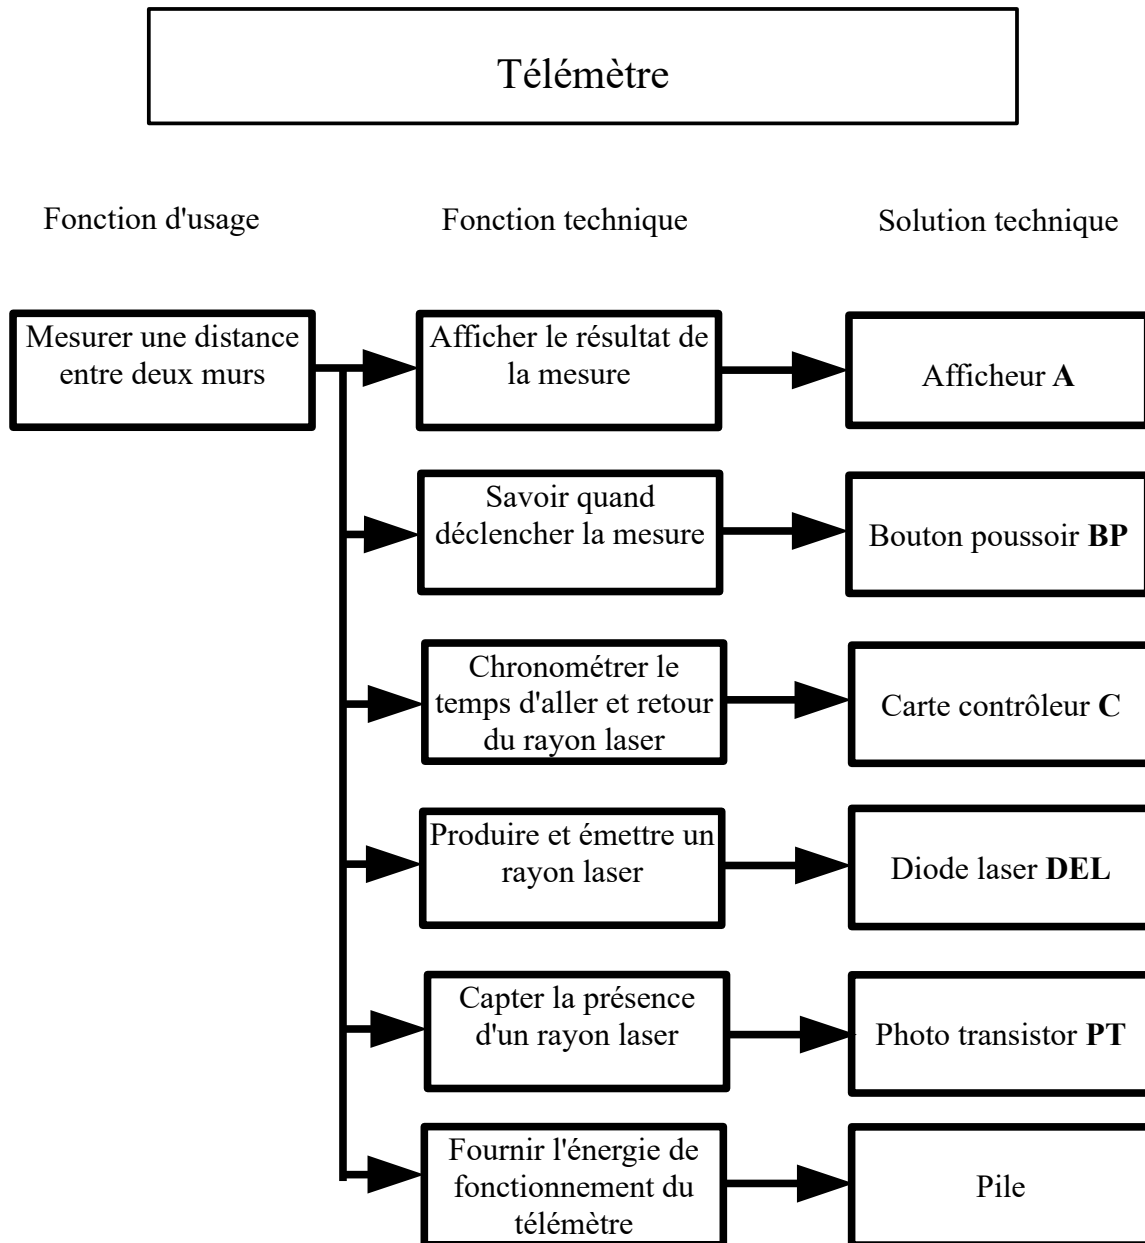 Télémètre
Fonction d'usage
Fonction technique
Solution technique
Mesurer une distance
entre deux murs
Afficher le résultat de
la mesure
Afficheur A
Savoir quand
déclencher la mesure
Bouton poussoir BP
Chronométrer le
temps d'aller et retour
du rayon laser
Carte contrôleur C
Produire et émettre un
rayon laser
Diode laser DEL
Capter la présence
d'un rayon laser
Photo transistor PT
Fournir l'énergie de
fonctionnement du
télémètre
Pile